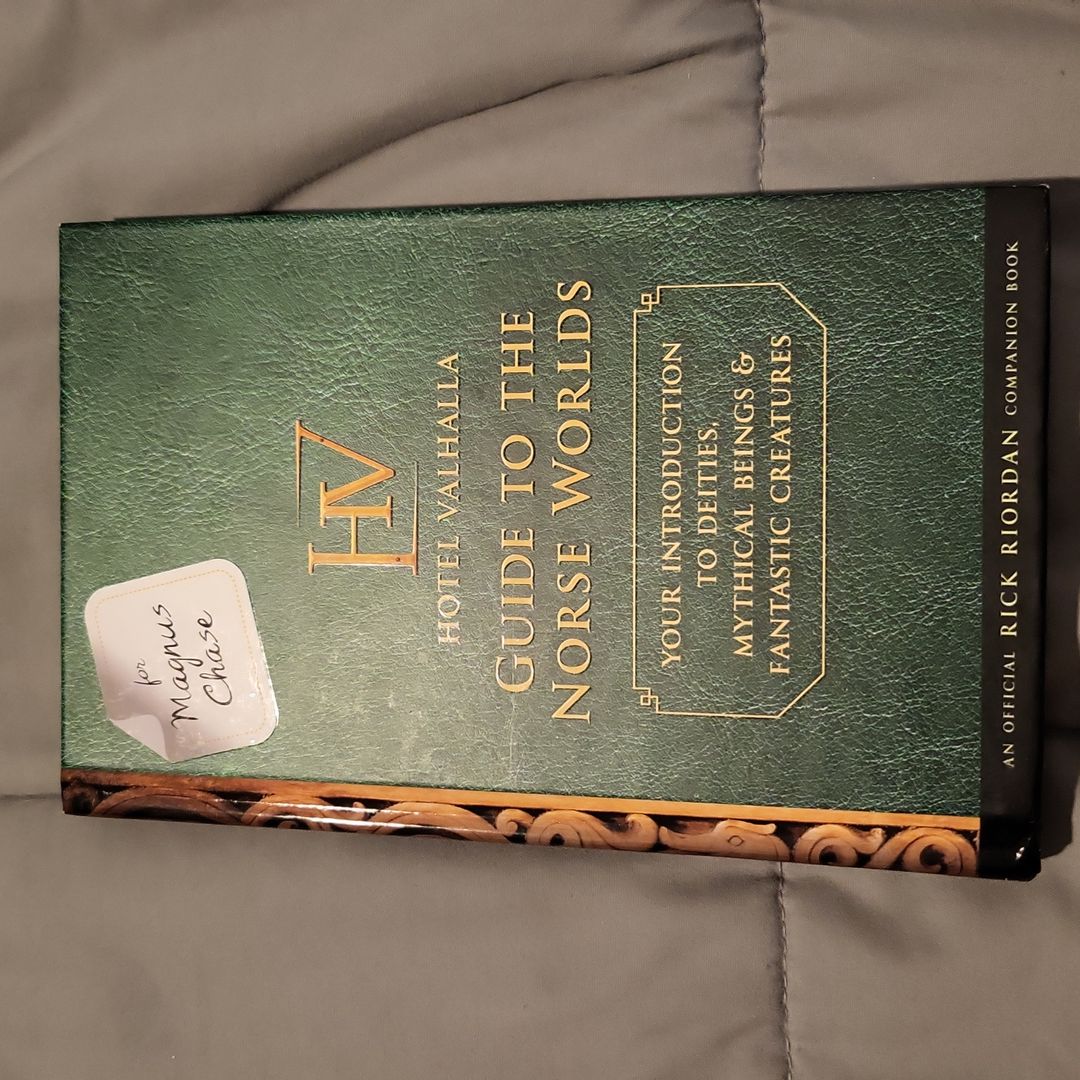 for
Magnus
Chase
HV
HOTEL VALHALLA
GUIDE TO THE
NORSE WORLDS
YOUR INTRODUCTION
TO DEITIES,
MYTHICAL BEINGS &
FANTASTIC CREATURES
AN OFFICIAL RICK RIORDAN COMPANION BOOK